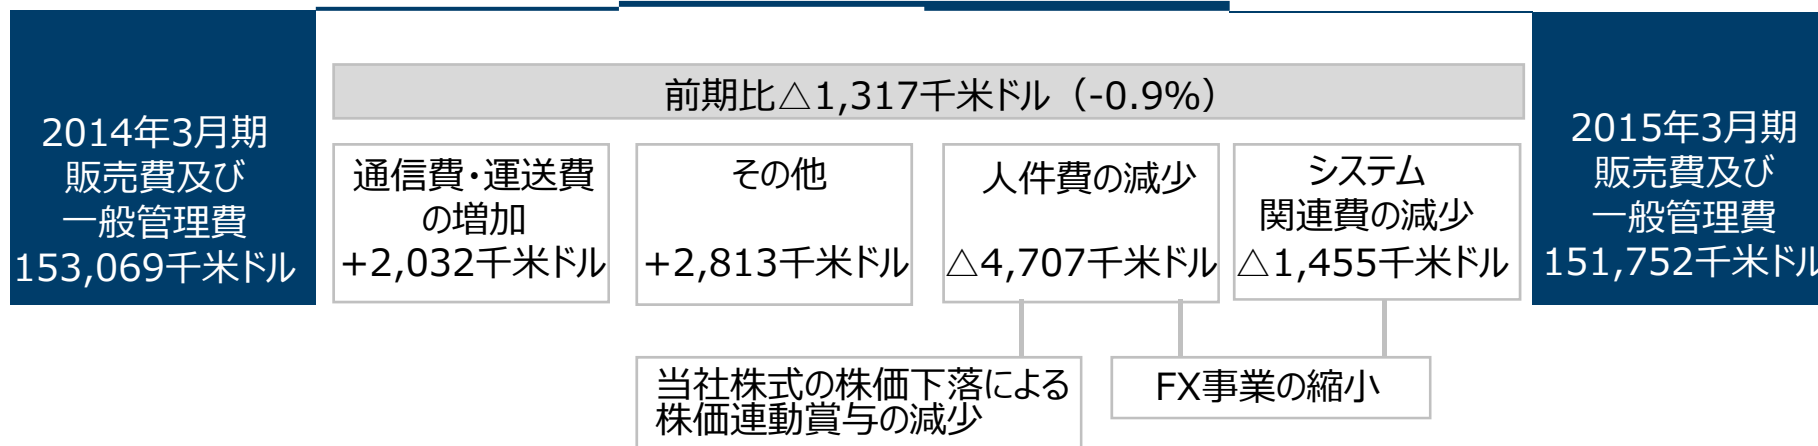 2014年3月期
販売費及び
一般管理費
153,069千米ドル
前期比△1,317千米ドル（-0.9%）
通信費・運送費
の増加
+2,032千米ドル
その他
+2,813千米ドル
人件費の減少
△4,707千米ドル
システム
関連費の減少
△1,455千米ドル
2015年3月期
販売費及び
一般管理費
151,752千米ドル
当社株式の株価下落による
株価連動賞与の減少
FX事業の縮小